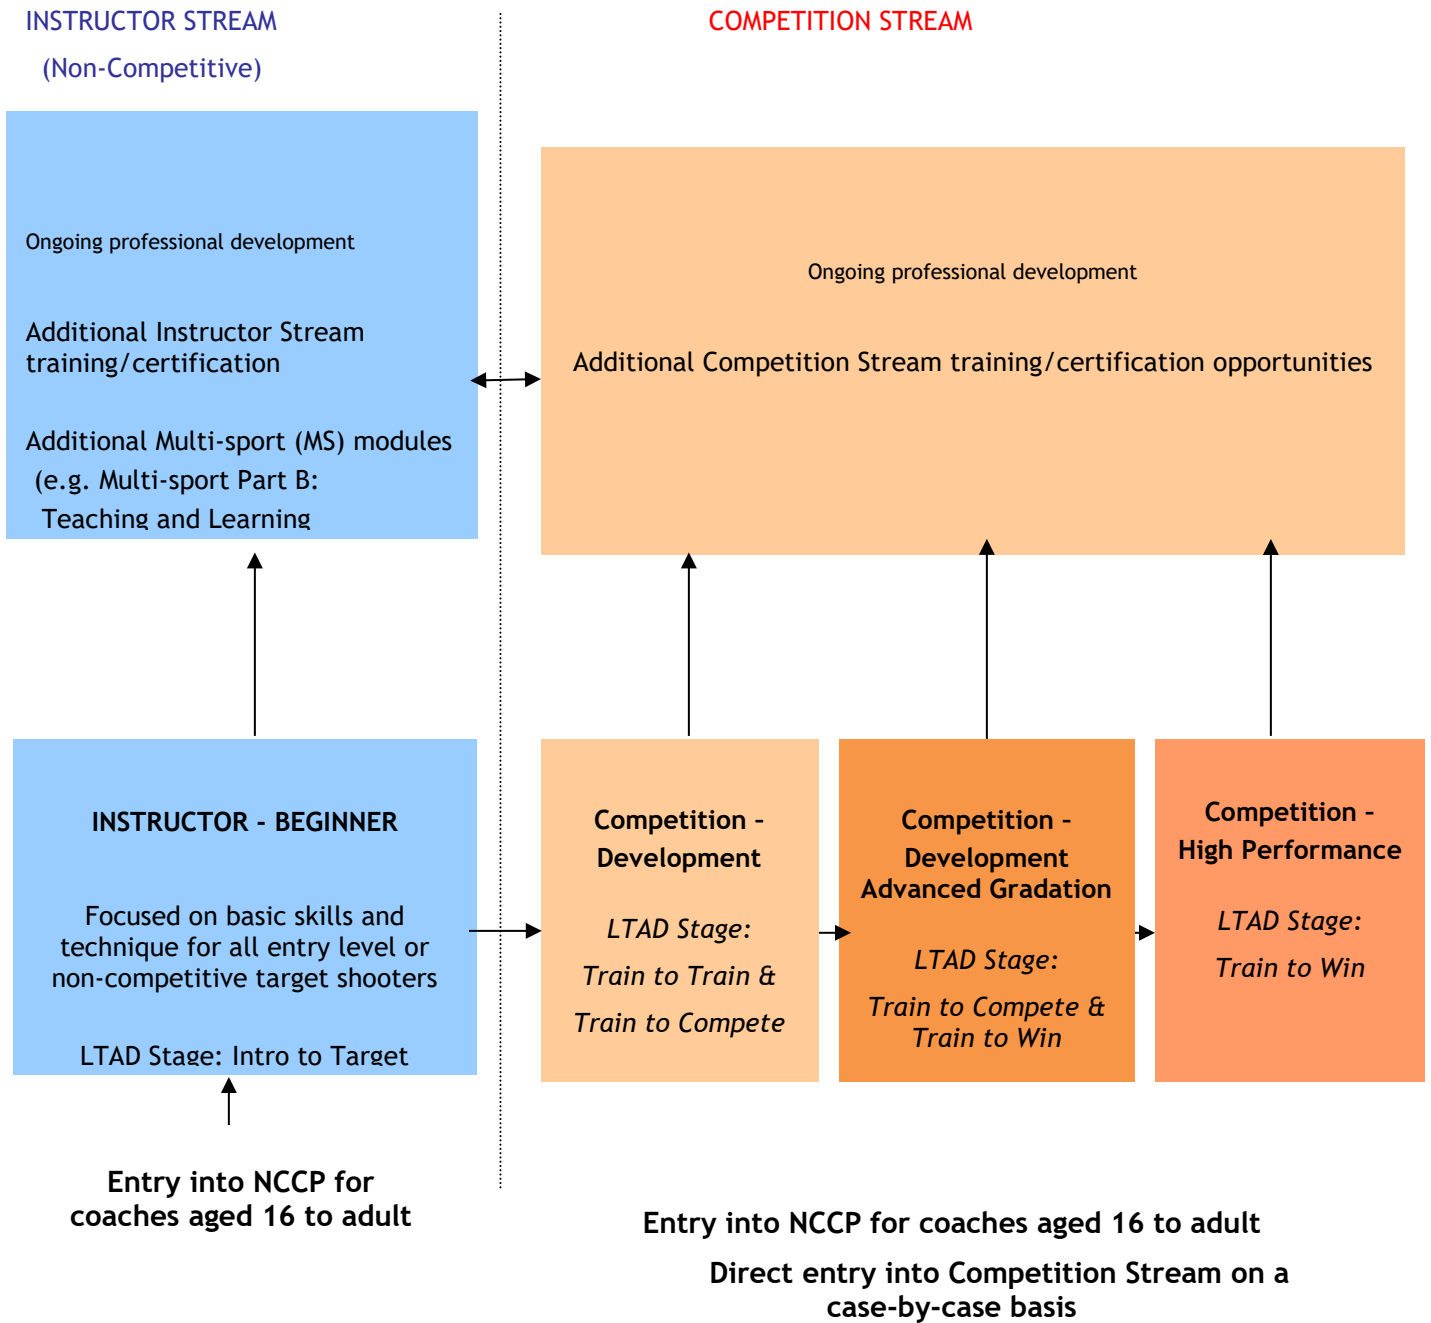 INSTRUCTOR STREAM
(Non-Competitive)
COMPETITION STREAM
Ongoing professional development
Additional Instructor Stream
training/certification
Additional Multi-sport (MS) modules
(e.g. Multi-sport Part B:
Teaching and Learning
Ongoing professional development
Additional Competition Stream training/certification opportunities
INSTRUCTOR - BEGINNER
Focused on basic skills and
technique for all entry level or
non-competitive target shooters
LTAD Stage: Intro to Target
Competition –
Development
LTAD Stage:
Train to Train &
Train to Compete
Competition –
Development
Advanced Gradation
LTAD Stage:
Train to Compete &
Train to Win
Competition –
High Performance
LTAD Stage:
Train to Win
Entry into NCCP for
coaches aged 16 to adult
Entry into NCCP for coaches aged 16 to adult
Direct entry into Competition Stream on a
case-by-case basis